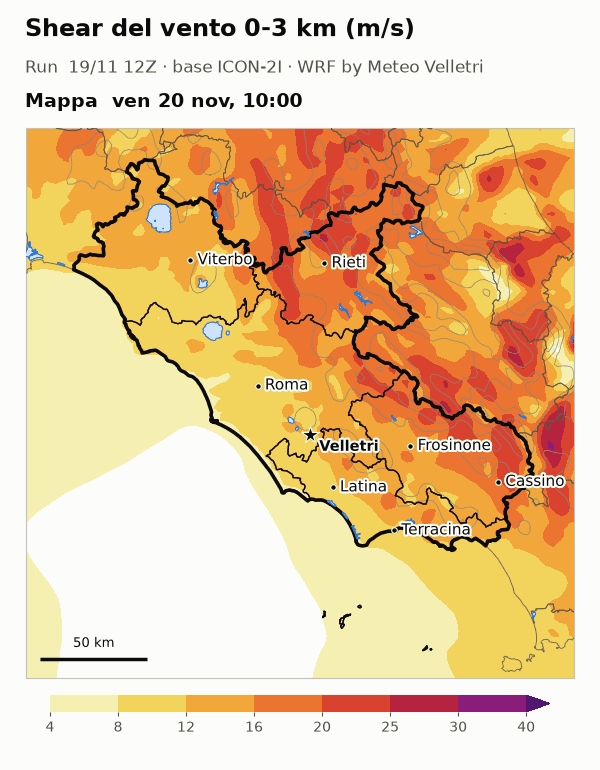 Shear del vento 0-3 km (m/s)
Run  19/11 12Z · base ICON-2I · WRF by Meteo Velletri
Mappa  ven 20 nov, 10:00
Viterbo
Rieti
Roma
Velletri
Frosinone
Cassino
Latina
Terracina
50 km
4 8 12 16 20 25 30 40